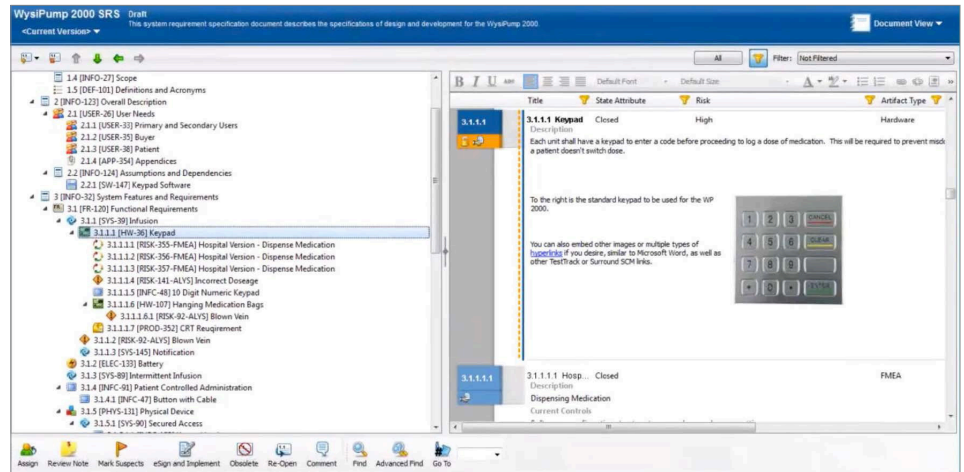 WysiPump 2000 SRS Draft
This system requirement specification document describes the specifications of design and development for the WysiPump 2000.
<Current Version>
Document View
All
Filter: Not Filtered
1.4 [INFO-27] Scope
1.5 [DEF-101] Definitions and Acronyms
2 [INFO-123] Overall Description
2.1 [USER-26] User Needs
2.1.1 [USER-33] Primary and Secondary Users
2.1.2 [USER-35] Buyer
2.1.3 [USER-38] Patient
2.1.4 [APP-354] Appendices
2.2 [INFO-124] Assumptions and Dependencies
2.2.1 [SW-147] Keypad Software
3 [INFO-32] System Features and Requirements
3.1 [FR-120] Functional Requirements
3.1.1 [SYS-39] Infusion
3.1.1.1 [HW-36] Keypad
3.1.1.1.1 [RISK-355-FMEA] Hospital Version - Dispense Medication
3.1.1.1.2 [RISK-356-FMEA] Hospital Version - Dispense Medication
3.1.1.1.3 [RISK-357-FMEA] Hospital Version - Dispense Medication
3.1.1.1.4 [RISK-141-ALYS] Incorrect Doseage
3.1.1.1.5 [INFC-48] 10 Digit Numeric Keypad
3.1.1.1.6 [HW-107] Hanging Medication Bags
3.1.1.1.6.1 [RISK-92-ALYS] Blown Vein
3.1.1.1.7 [PROD-352] CRT Reuqirement
3.1.1.2 [RISK-92-ALYS] Blown Vein
3.1.1.3 [SYS-145] Notification
3.1.2 [ELEC-133] Battery
3.1.3 [SYS-89] Intermittent Infusion
3.1.4 [INFC-91] Patient Controlled Administration
3.1.4.1 [INFC-47] Button with Cable
3.1.5 [PHYS-131] Physical Device
3.1.5.1 [SYS-90] Secured Access
B I U ABC Default Font Default Size A
Title State Attribute Risk Artifact Type
3.1.1.1 3.1.1.1 Keypad Closed High Hardware
Description
Each unit shall have a keypad to enter a code before proceeding to log a dose of medication. This will be required to prevent misd
a patient doesn't switch dose.
To the right is the standard keypad to be used for the WP
2000.
You can also embed other images or multiple types of
hyperlinks if you desire, similar to Microsoft Word, as well as
other TestTrack or Surround SCM links.
1 2 3 CANCEL
4 5 6 CLEAR
7 8 9
* 0 • ENTER
3.1.1.1.1 3.1.1.1.1 Hosp... Closed FMEA
Description
Dispensing Medication
Current Controls
Assign Review Note Mark Suspects eSign and Implement Obsolete Re-Open Comment Find Advanced Find Go To